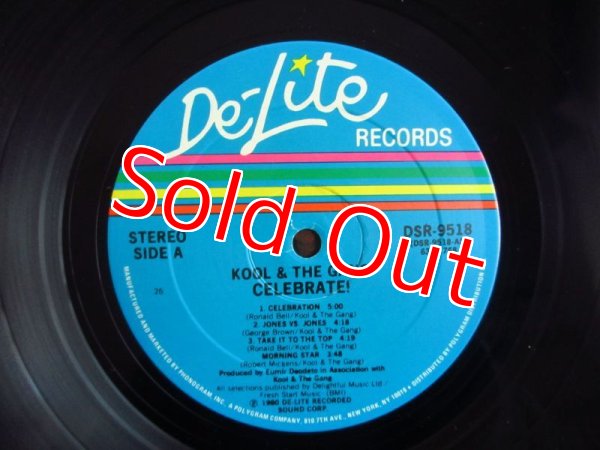 De-Lite
RECORDS
Sold Out
STEREO
SIDE A
DSR-9518
KOOL & THE
CELEBRATE!
1. CELEBRATION 5:00
(Ronald Bell/Kool & The Gang)
2. JONES VS. JONES 4:18
(George Brown/Kool & The Gang)
3. TAKE IT TO THE TOP 4:19
(Ronald Bell/Kool & The Gang)
MORNING STAR 3:48
(Robert Mickens/Kool & The Gang)
Produced by Eumir Deodato in Association with
Kool & The Gang
All selections published by Delightful Music Ltd./
Fresh Start Music (BMI)
℗ 1980 DE-LITE RECORDED
SOUND CORP.
MANUFACTURED AND MARKETED BY PHONOGRAM, INC. A POLYGRAM COMPANY, 810 7TH AVE., NEW YORK, NY 10019 • DISTRIBUTED BY POLYGRAM DISTRIBUTION